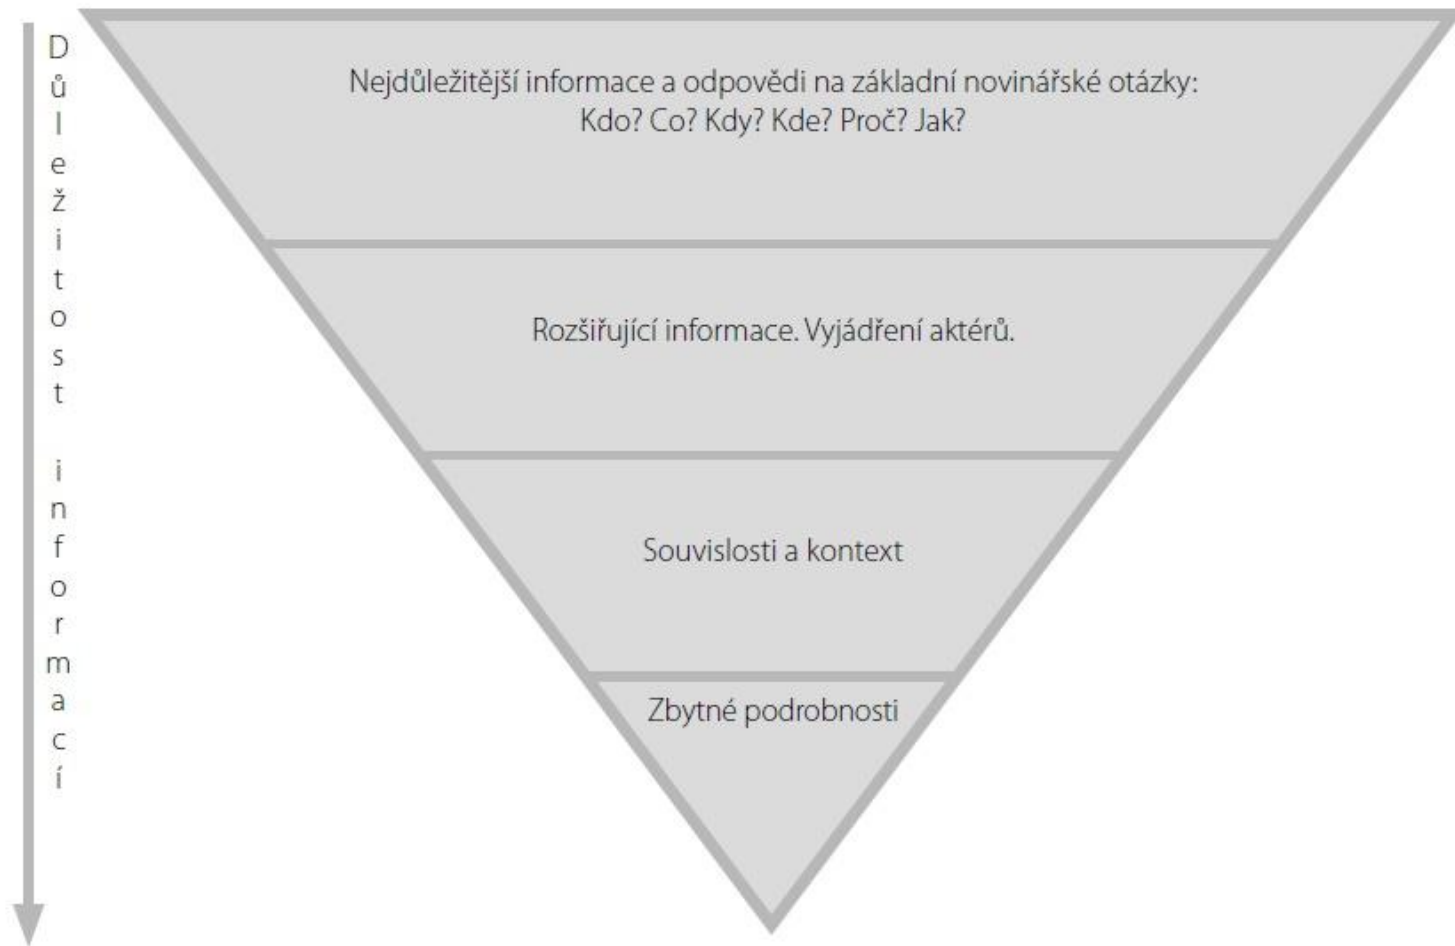 Důležitost informací
Nejdůležitější informace a odpovědi na základní novinářské otázky:
Kdo? Co? Kdy? Kde? Proč? Jak?
Rozšiřující informace. Vyjádření aktérů.
Souvislosti a kontext
Zbytné podrobnosti